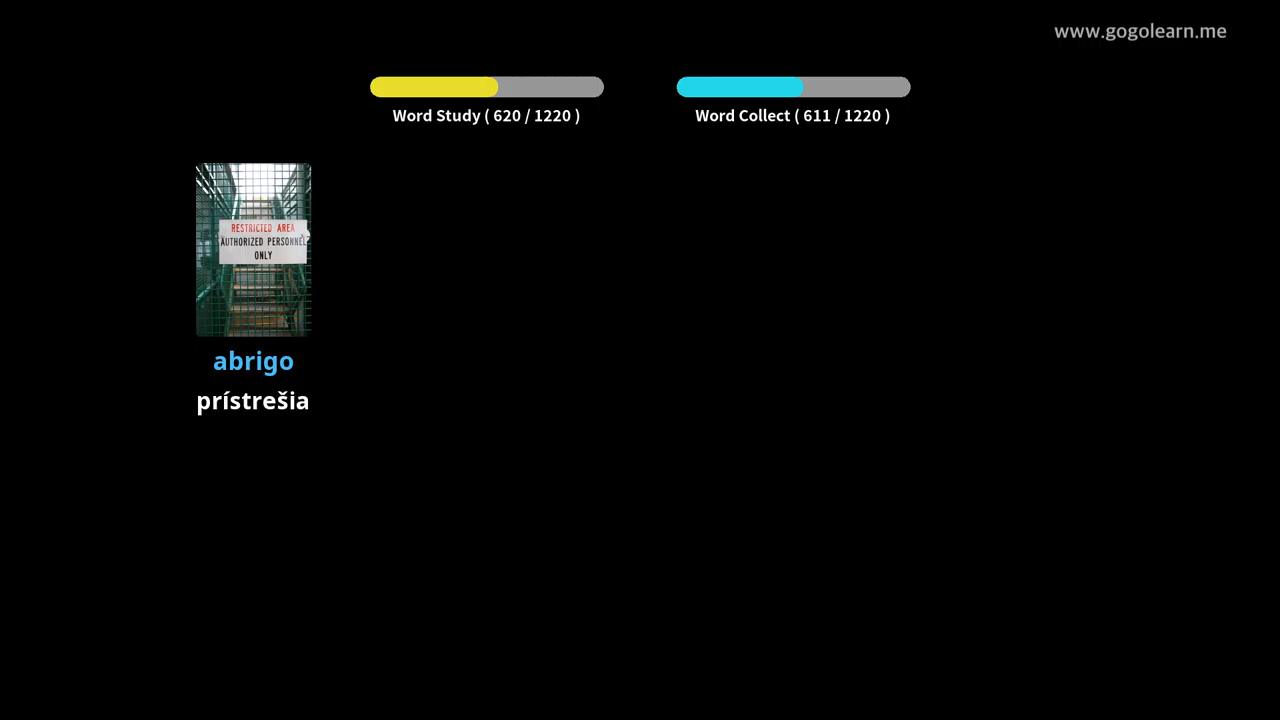 www.gogolearn.me
Word Study ( 620 / 1220 )
Word Collect ( 611 / 1220 )
RESTRICTED AREA
AUTHORIZED PERSONNEL
ONLY
abrigo
prístrešia